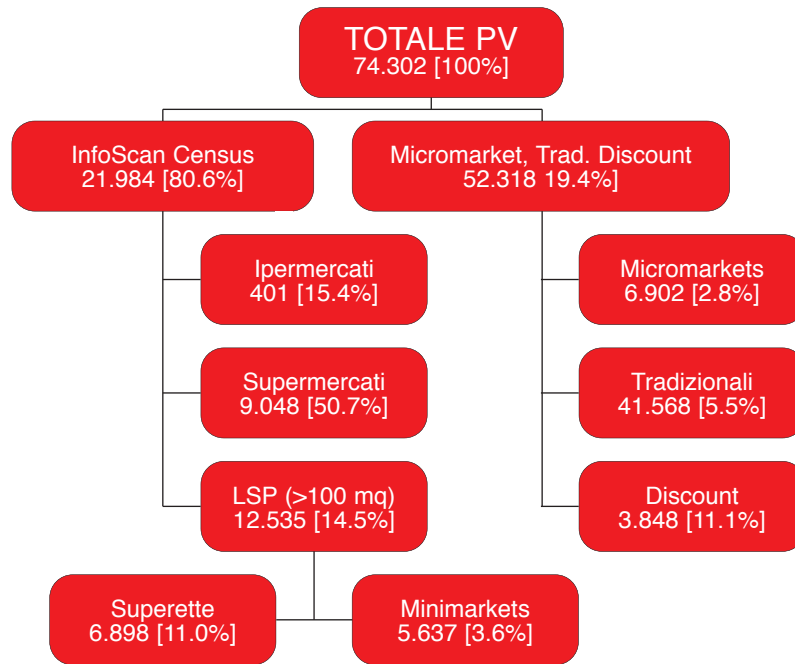 TOTALE PV
74.302 [100%]
InfoScan Census
21.984 [80.6%]
Micromarket, Trad. Discount
52.318 19.4%]
Ipermercati
401 [15.4%]
Micromarkets
6.902 [2.8%]
Supermercati
9.048 [50.7%]
Tradizionali
41.568 [5.5%]
LSP (>100 mq)
12.535 [14.5%]
Discount
3.848 [11.1%]
Superette
6.898 [11.0%]
Minimarkets
5.637 [3.6%]